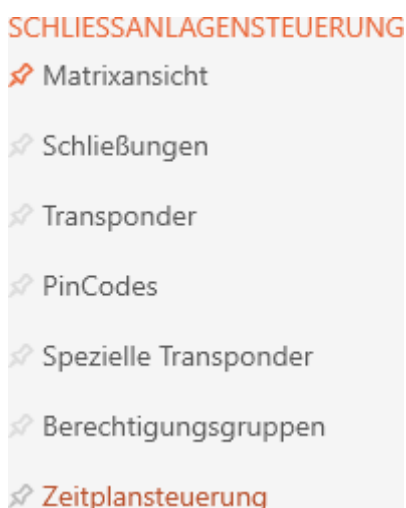 SCHLIESSANLAGENSTEUERUNG
Matrixansicht
Schließungen
Transponder
PinCodes
Spezielle Transponder
Berechtigungsgruppen
Zeitplansteuerung